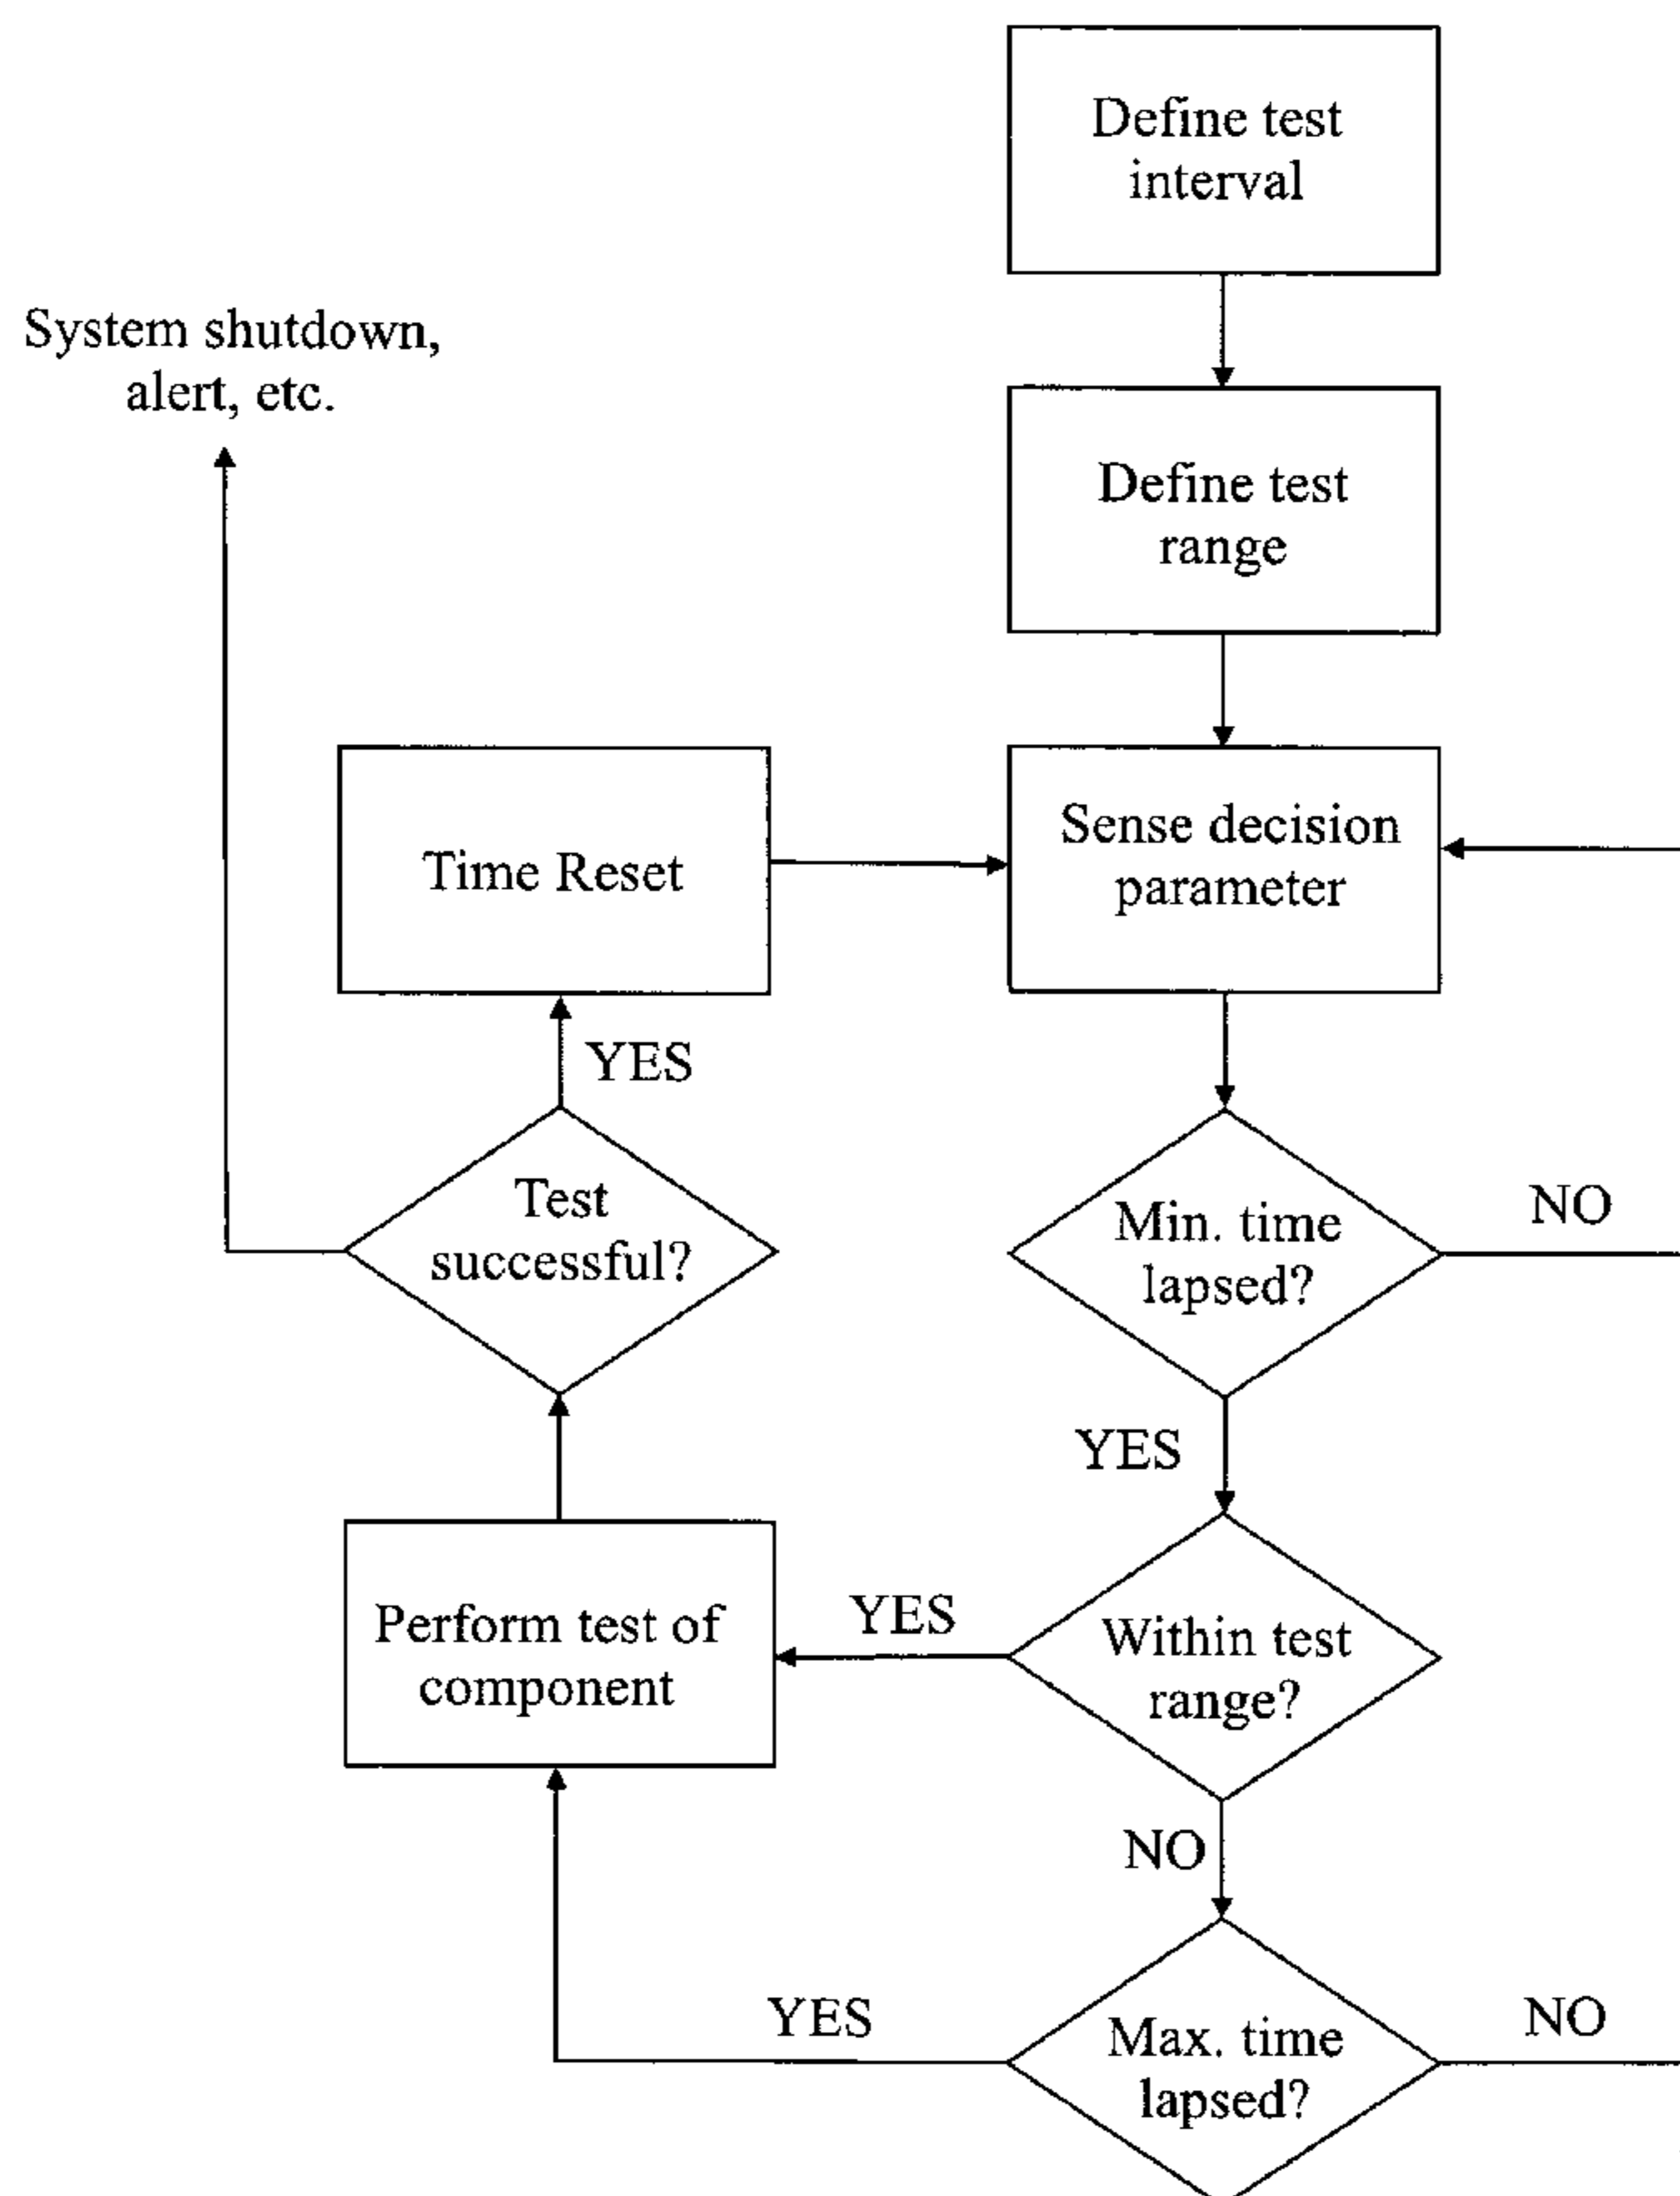 Define test
interval
System shutdown,
alert, etc.
Define test
range
Time Reset
Sense decision
parameter
YES
Test
successful?
Min. time
lapsed?
NO
YES
Perform test of
component
YES
Within test
range?
NO
YES
Max. time
lapsed?
NO